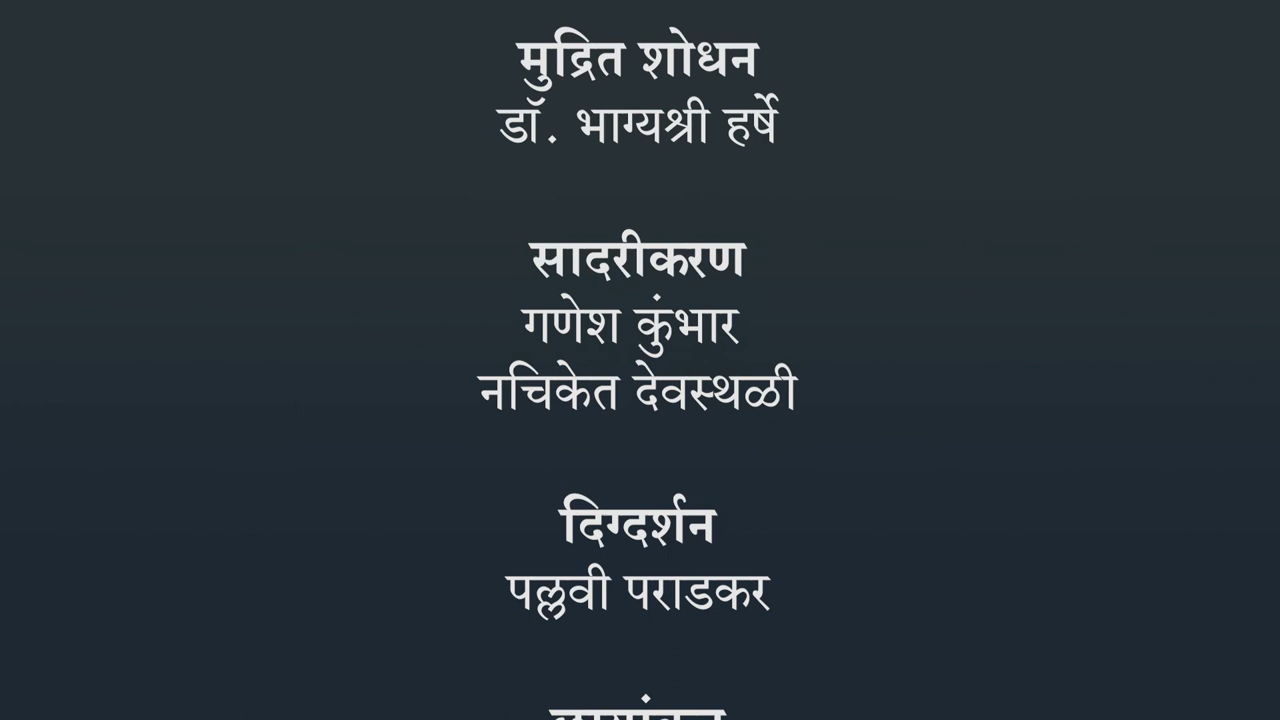 मुद्रित शोधन
डॉ. भाग्यश्री हर्षे
सादरीकरण
गणेश कुंभार
नचिकेत देवस्थळी
दिग्दर्शन
पल्लवी पराडकर